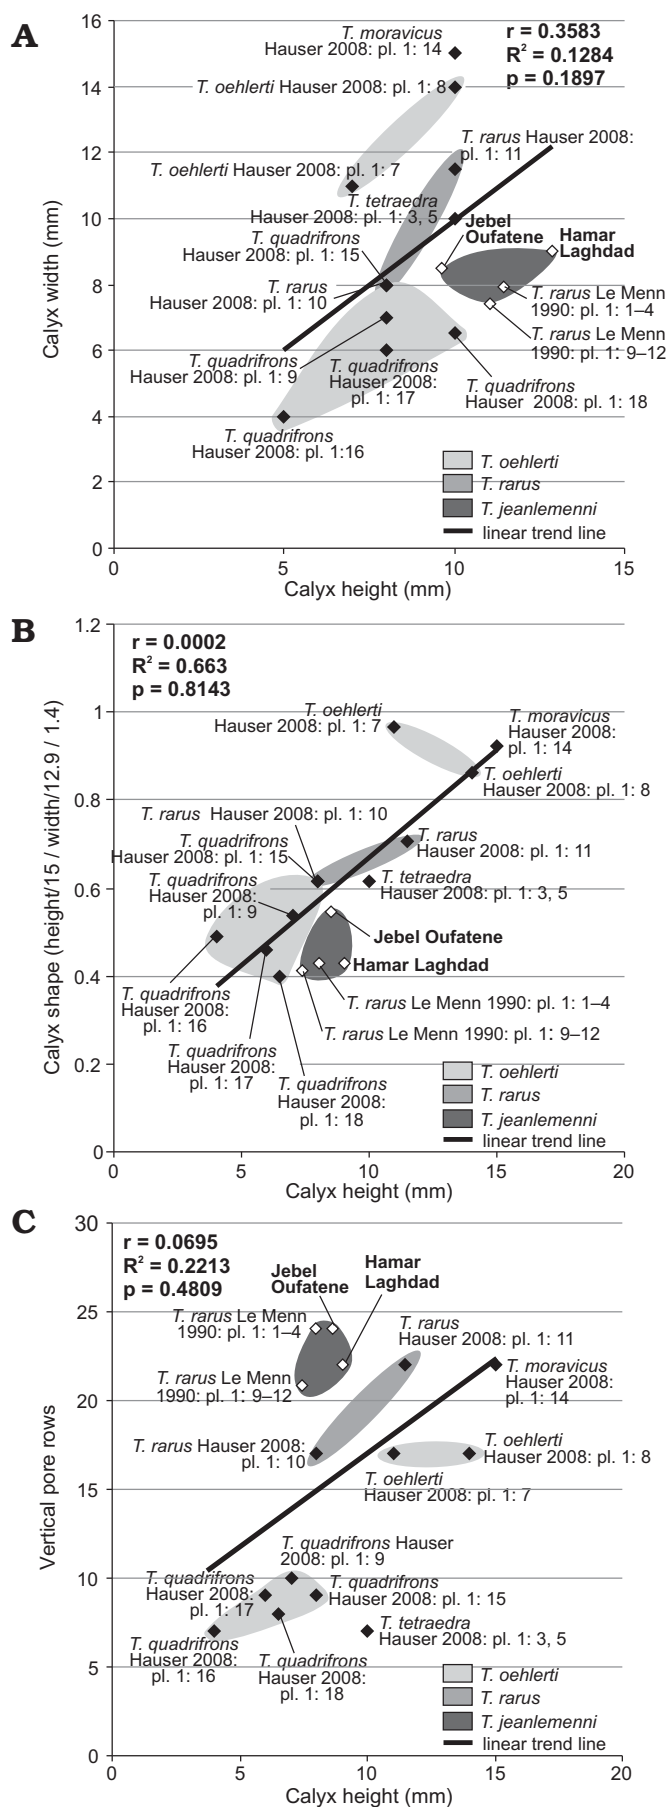 A
r = 0.3583
R² = 0.1284
p = 0.1897
T. moravicus
Hauser 2008: pl. 1: 14
T. oehlerti Hauser 2008: pl. 1: 8
T. rarus Hauser 2008:
pl. 1: 11
T. oehlerti Hauser 2008: pl. 1: 7
T. tetraedra
Hauser 2008: pl. 1: 3, 5
Jebel
Oufatene
Hamar
Laghdad
T. quadrifrons
Hauser 2008: pl. 1: 15
T. rarus
Hauser 2008: pl. 1: 10
T. rarus Le Menn
1990: pl. 1: 1–4
T. rarus Le Menn
1990: pl. 1: 9–12
T. quadrifrons
Hauser 2008: pl. 1: 9
T. quadrifrons
Hauser 2008:
pl. 1: 17
T. quadrifrons
Hauser 2008: pl. 1: 18
T. quadrifrons
Hauser 2008: pl. 1:16
T. oehlerti
T. rarus
T. jeanlemenni
linear trend line
Calyx width (mm)
16
14
12
10
8
6
4
2
0
0 5 10 15
Calyx height (mm)
B
r = 0.0002
R² = 0.663
p = 0.8143
T. oehlerti
Hauser 2008: pl. 1: 7
T. moravicus
Hauser 2008:
pl. 1: 14
T. oehlerti
Hauser 2008: pl. 1: 8
T. rarus Hauser 2008: pl. 1: 10
T. quadrifrons
Hauser 2008: pl. 1: 15
T. rarus
Hauser 2008: pl. 1: 11
T. quadrifrons
Hauser 2008:
pl. 1: 9
T. tetraedra
Hauser 2008: pl. 1: 3, 5
Jebel Oufatene
Hamar Laghdad
T. rarus Le Menn 1990: pl. 1: 1–4
T. rarus Le Menn 1990: pl. 1: 9–12
T. quadrifrons
Hauser 2008:
pl. 1: 16
T. quadrifrons
Hauser 2008:
pl. 1: 17
T. quadrifrons
Hauser 2008:
pl. 1: 18
T. oehlerti
T. rarus
T. jeanlemenni
linear trend line
Calyx shape (height/15 / width/12.9 / 1.4)
1.2
1
0.8
0.6
0.4
0.2
0
0 5 10 15 20
Calyx height (mm)
C
r = 0.0695
R² = 0.2213
p = 0.4809
Jebel
Oufatene
Hamar
Laghdad
T. rarus Le Menn
1990: pl. 1: 1–4
T. rarus
Hauser 2008: pl. 1: 11
T. rarus Le Menn
1990: pl. 1: 9–12
T. moravicus
Hauser 2008:
pl. 1: 14
T. rarus Hauser 2008:
pl. 1: 10
T. oehlerti
Hauser 2008: pl. 1: 8
T. oehlerti
Hauser 2008: pl. 1: 7
T. quadrifrons Hauser
2008: pl. 1: 9
T. quadrifrons
Hauser 2008:
pl. 1: 17
T. quadrifrons
Hauser 2008: pl. 1: 15
T. tetraedra
Hauser 2008: pl. 1: 3, 5
T. quadrifrons
Hauser 2008:
pl. 1: 16
T. quadrifrons
Hauser 2008:
pl. 1: 18
T. oehlerti
T. rarus
T. jeanlemenni
linear trend line
Vertical pore rows
30
25
20
15
10
5
0
0 5 10 15 20
Calyx height (mm)